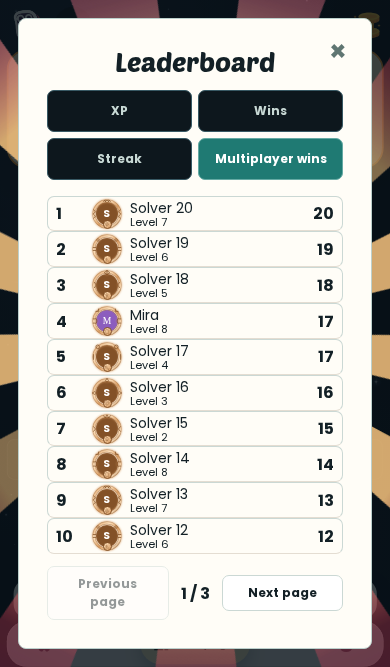 Leaderboard
✖
XP
Wins
Streak
Multiplayer wins
1 S Solver 20 20
Level 7
2 S Solver 19 19
Level 6
3 S Solver 18 18
Level 5
4 M Mira 17
Level 8
5 S Solver 17 17
Level 4
6 S Solver 16 16
Level 3
7 S Solver 15 15
Level 2
8 S Solver 14 14
Level 8
9 S Solver 13 13
Level 7
10 S Solver 12 12
Level 6
Previous
page
1 / 3
Next page